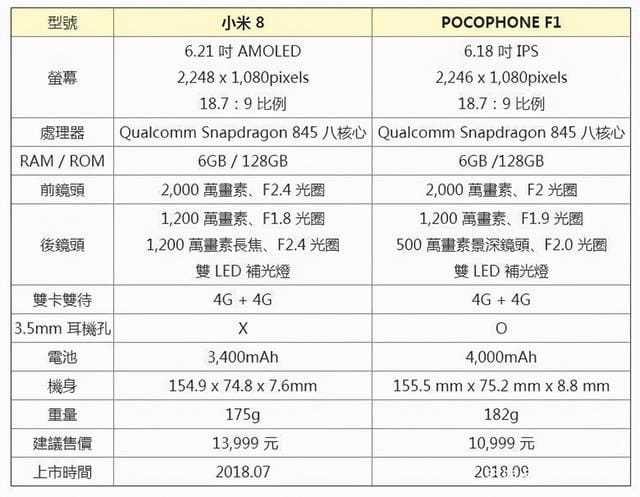 型號 小米 8 POCOPHONE F1
螢幕 6.21 吋 AMOLED 6.18 吋 IPS
2,248 x 1,080pixels 2,246 x 1,080pixels
18.7：9 比例 18.7：9 比例
處理器 Qualcomm Snapdragon 845 八核心 Qualcomm Snapdragon 845 八核心
RAM / ROM 6GB / 128GB 6GB /128GB
前鏡頭 2,000 萬畫素、F2.4 光圈 2,000 萬畫素、F2 光圈
後鏡頭 1,200 萬畫素、F1.8 光圈 1,200 萬畫素、F1.9 光圈
1,200 萬畫素長焦、F2.4 光圈 500 萬畫素景深鏡頭、F2.0 光圈
雙 LED 補光燈 雙 LED 補光燈
雙卡雙待 4G + 4G 4G + 4G
3.5mm 耳機孔 X O
電池 3,400mAh 4,000mAh
機身 154.9 x 74.8 x 7.6mm 155.5 mm x 75.2 mm x 8.8 mm
重量 175g 182g
建議售價 13,999 元 10,999 元
上市時間 2018.07 2018.09